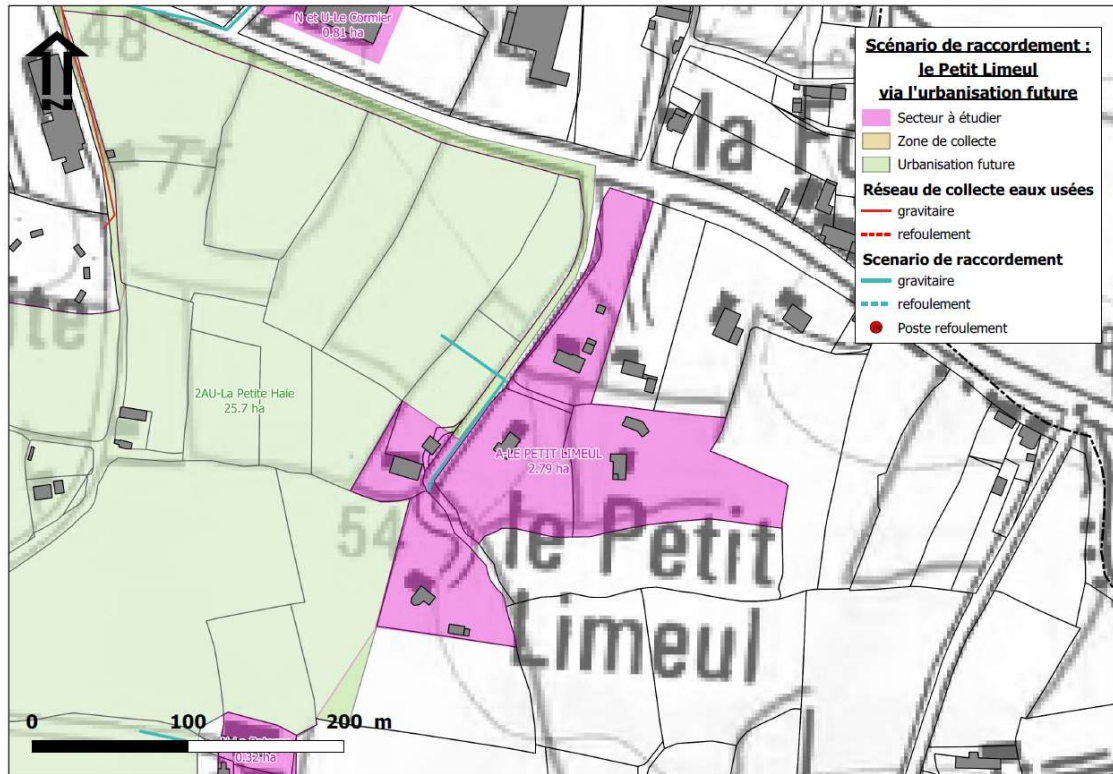 N et U-Le Cormier
0.81 ha
48
77
N
Scénario de raccordement :
le Petit Limeul
via l'urbanisation future
Secteur à étudier
Zone de collecte
Urbanisation future
Réseau de collecte eaux usées
gravitaire
refoulement
Scenario de raccordement
gravitaire
refoulement
Poste refoulement
la Fo
2AU-La Petite Haie
25.7 ha
A-LE PETIT LIMEUL
2.79 ha
54
le Petit
Limeul
0 100 200 m
0.32 ha